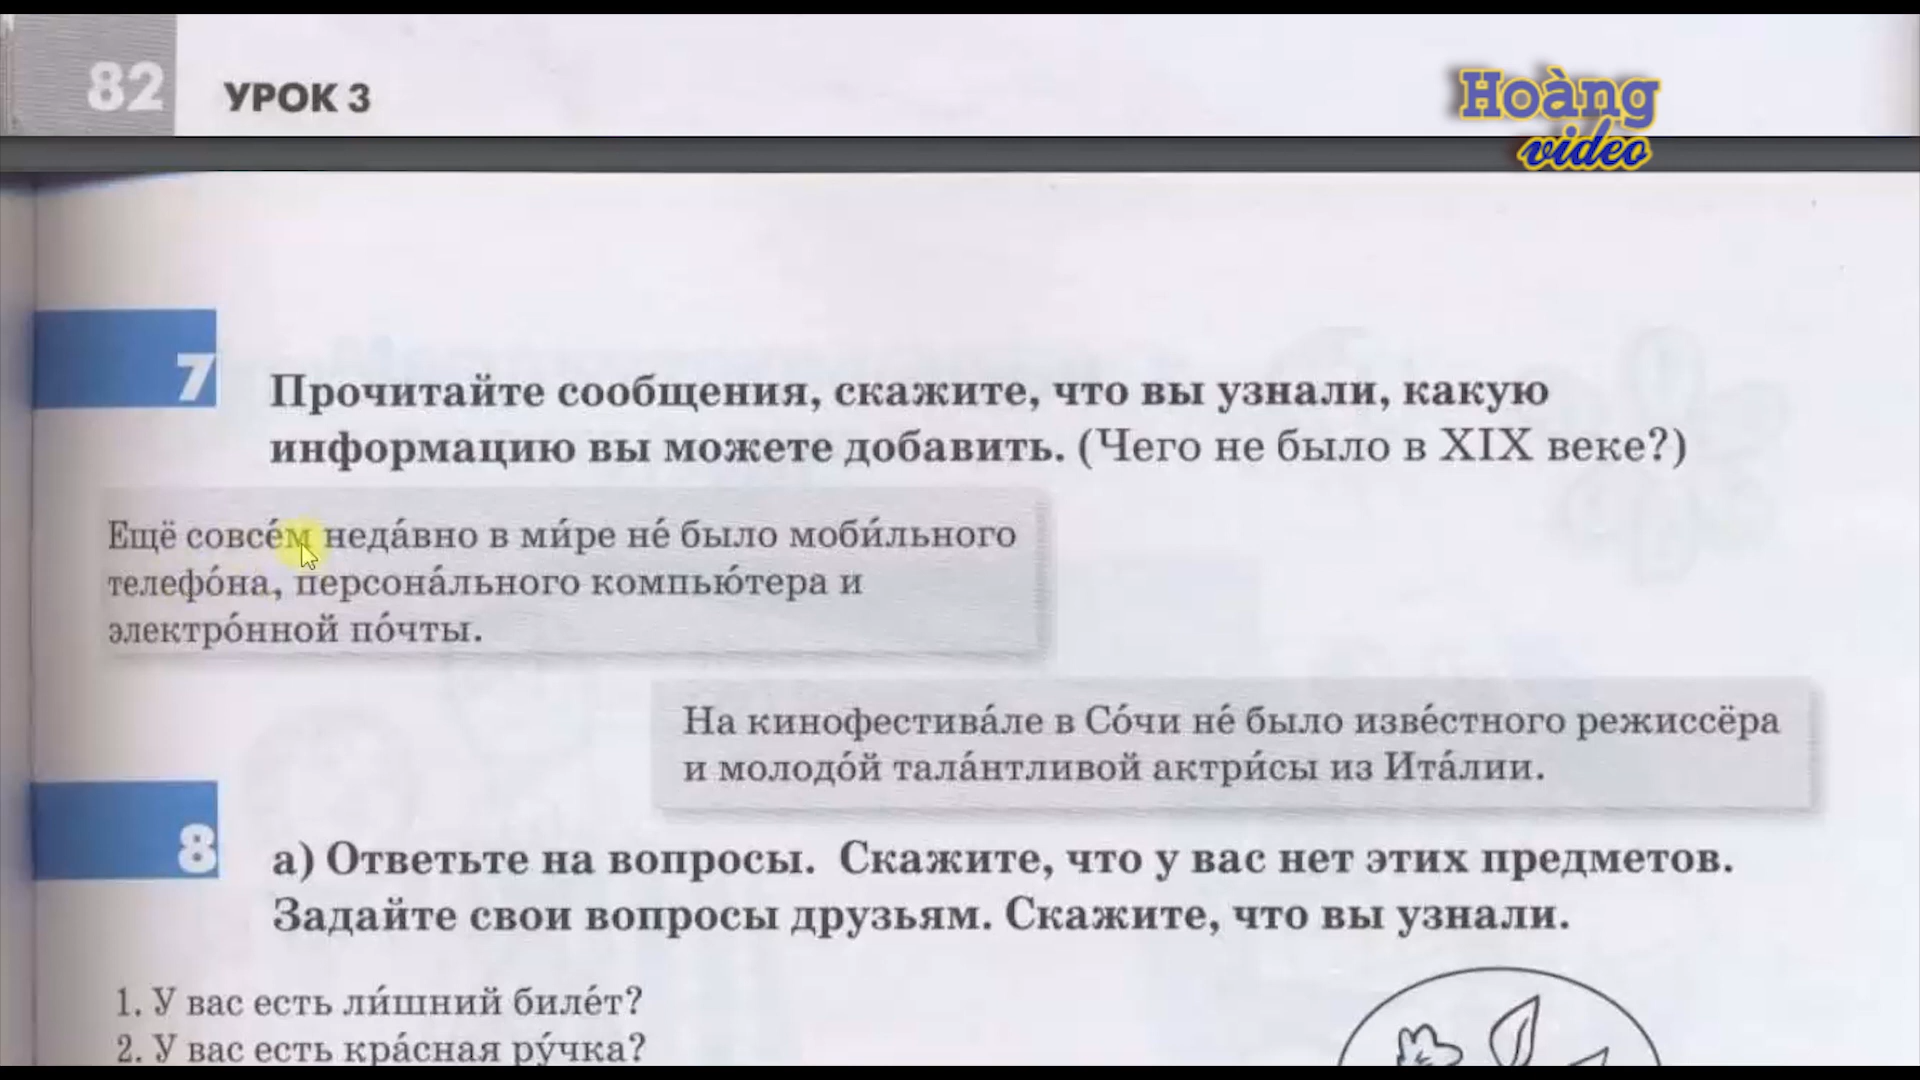 82
УРОК 3
Hoàng
video
7
Прочитайте сообщения, скажите, что вы узнали, какую
информацию вы можете добавить. (Чего не было в XIX веке?)
Ещё совсе́м неда́вно в ми́ре не́ было моби́льного
телефо́на, персона́льного компью́тера и
электро́нной по́чты.
На кинофестива́ле в Со́чи не́ было изве́стного режиссёра
и молодо́й тала́нтливой актри́сы из Ита́лии.
8
а) Ответьте на вопросы. Скажите, что у вас нет этих предметов.
Задайте свои вопросы друзьям. Скажите, что вы узнали.
1. У вас есть ли́шний биле́т?
2. У вас есть кра́сная ру́чка?